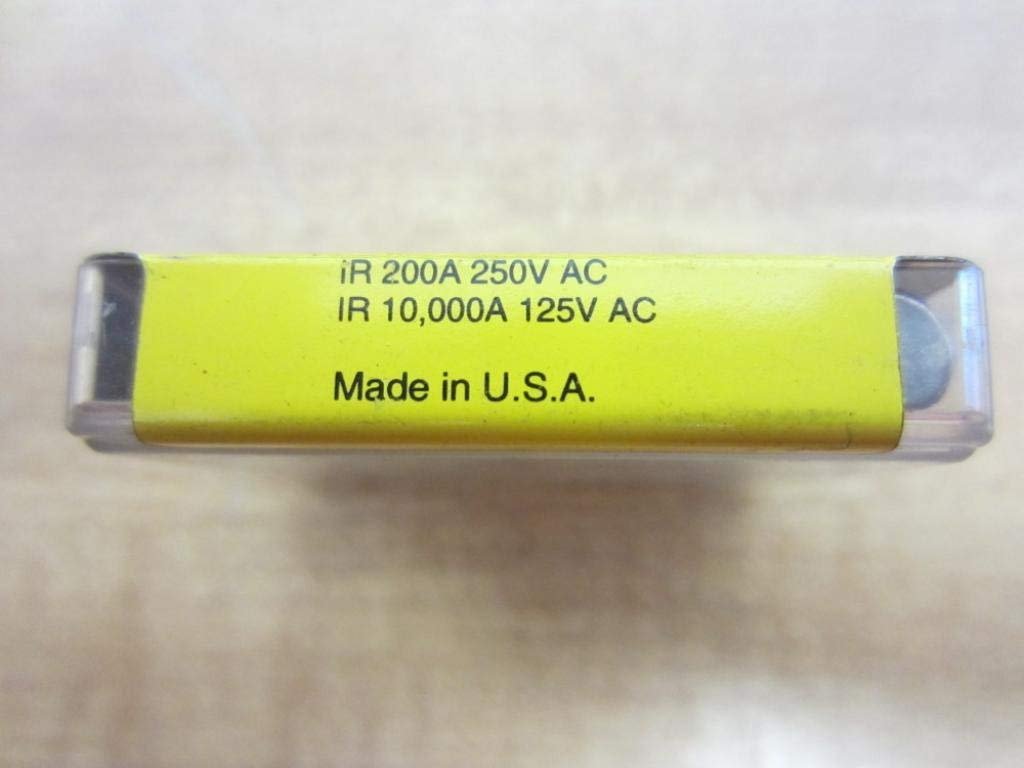 IR 200A 250V AC
IR 10,000A 125V AC
Made in U.S.A.